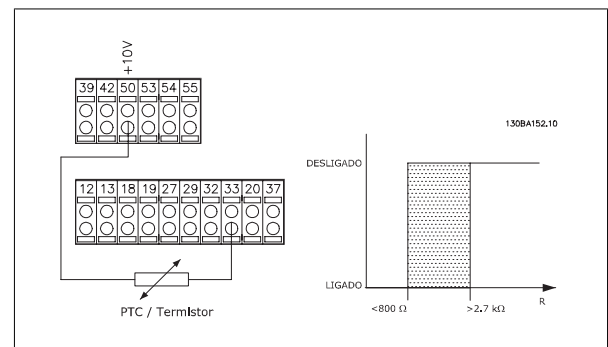 +10V
39 42 50 53 54 55
130BA152.10
DESLIGADO
12 13 18 19 27 29 32 33 20 37
LIGADO
<800 Ω
>2.7 kΩ
R
PTC / Termistor